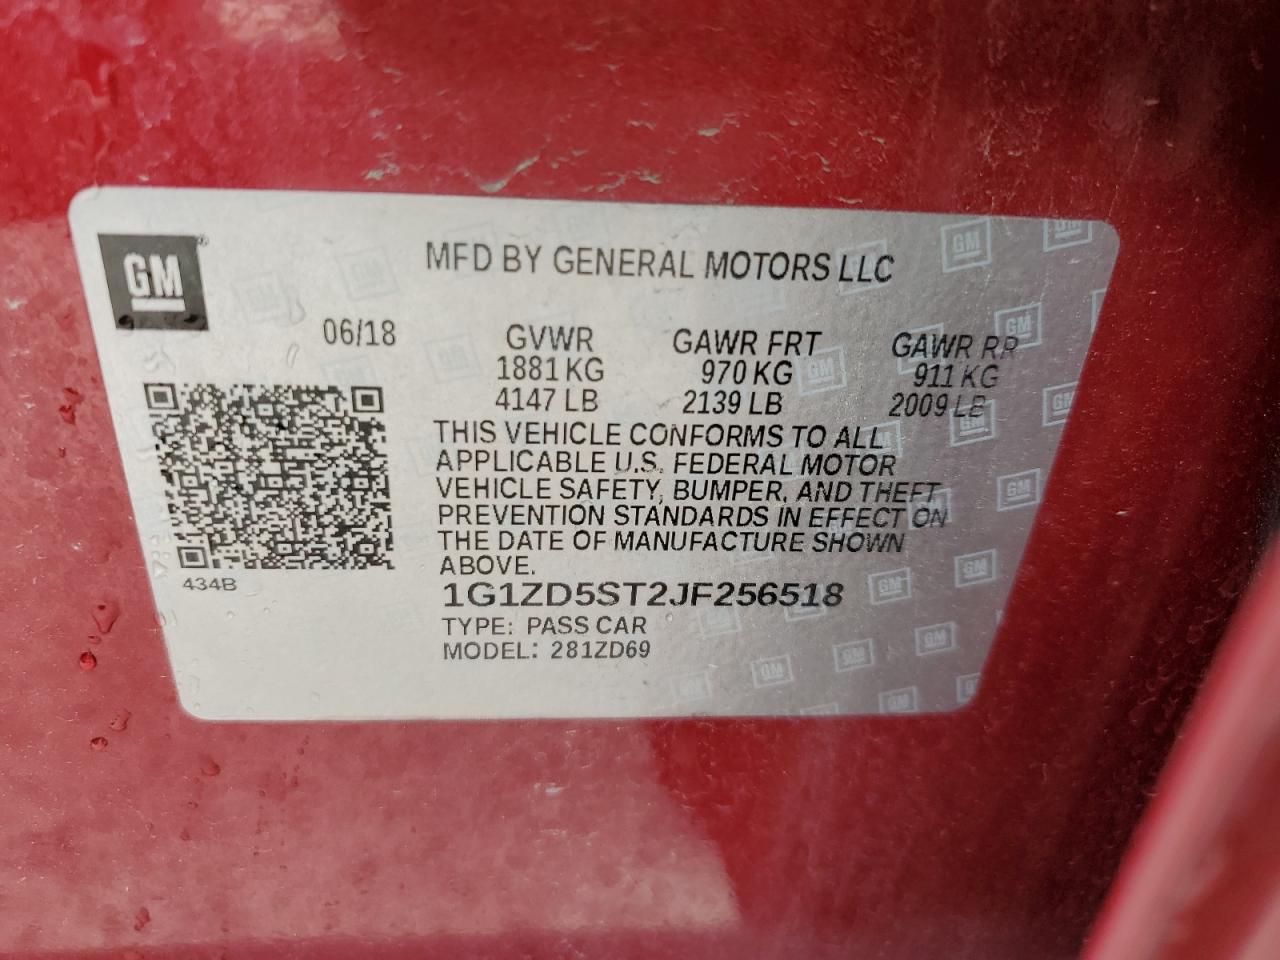 GM
MFD BY GENERAL MOTORS LLC
06/18
GVWR GAWR FRT GAWR RR
1881 KG 970 KG 911 KG
4147 LB 2139 LB 2009 LB
THIS VEHICLE CONFORMS TO ALL
APPLICABLE U.S. FEDERAL MOTOR
VEHICLE SAFETY, BUMPER, AND THEFT
PREVENTION STANDARDS IN EFFECT ON
THE DATE OF MANUFACTURE SHOWN
ABOVE.
434B
1G1ZD5ST2JF256518
TYPE: PASS CAR
MODEL: 281ZD69